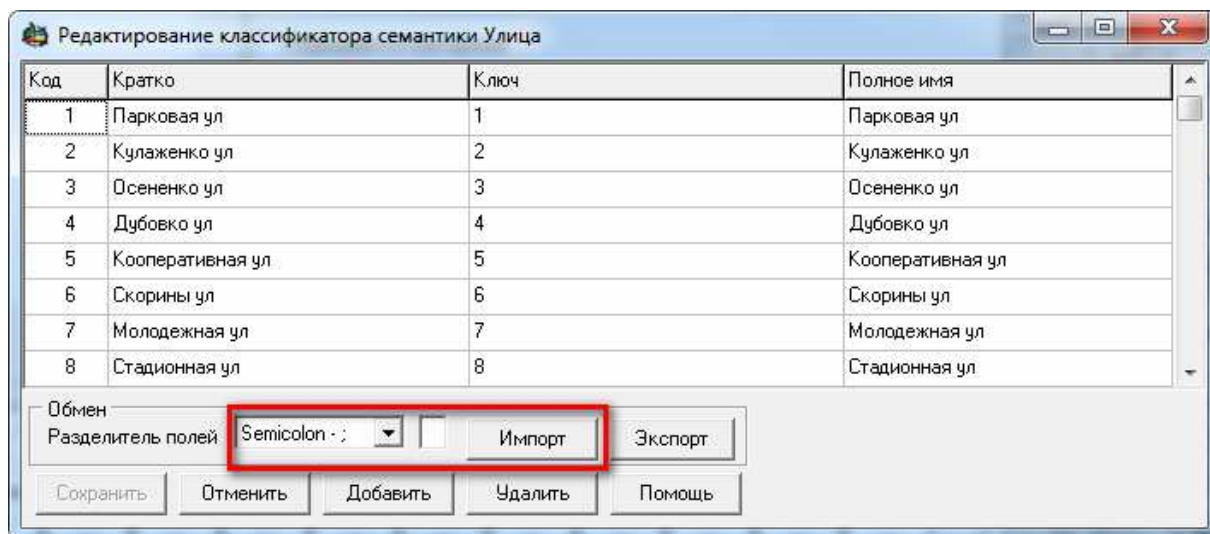 Редактирование классификатора семантики Улица
Код Кратко Ключ Полное имя
1 Парковая ул 1 Парковая ул
2 Кулаженко ул 2 Кулаженко ул
3 Осененко ул 3 Осененко ул
4 Дубовко ул 4 Дубовко ул
5 Кооперативная ул 5 Кооперативная ул
6 Скорины ул 6 Скорины ул
7 Молодежная ул 7 Молодежная ул
8 Стадионная ул 8 Стадионная ул
Обмен
Разделитель полей Semicolon - ; Импорт Экспорт
Сохранить Отменить Добавить Удалить Помощь